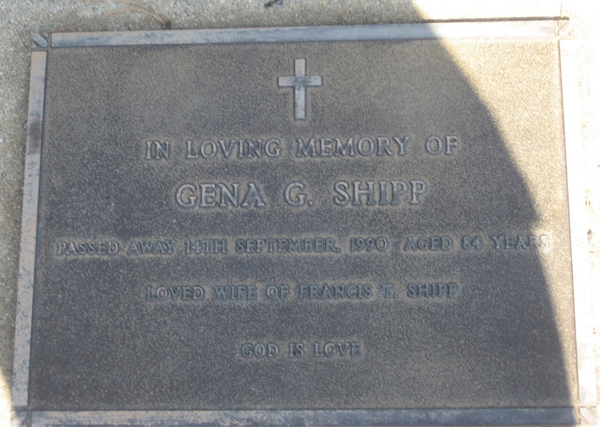 IN LOVING MEMORY OF
GENA G. SHIPP
PASSED AWAY 14TH SEPTEMBER, 1990 AGED 84 YEARS
LOVED WIFE OF FRANCIS T. SHIPP
GOD IS LOVE